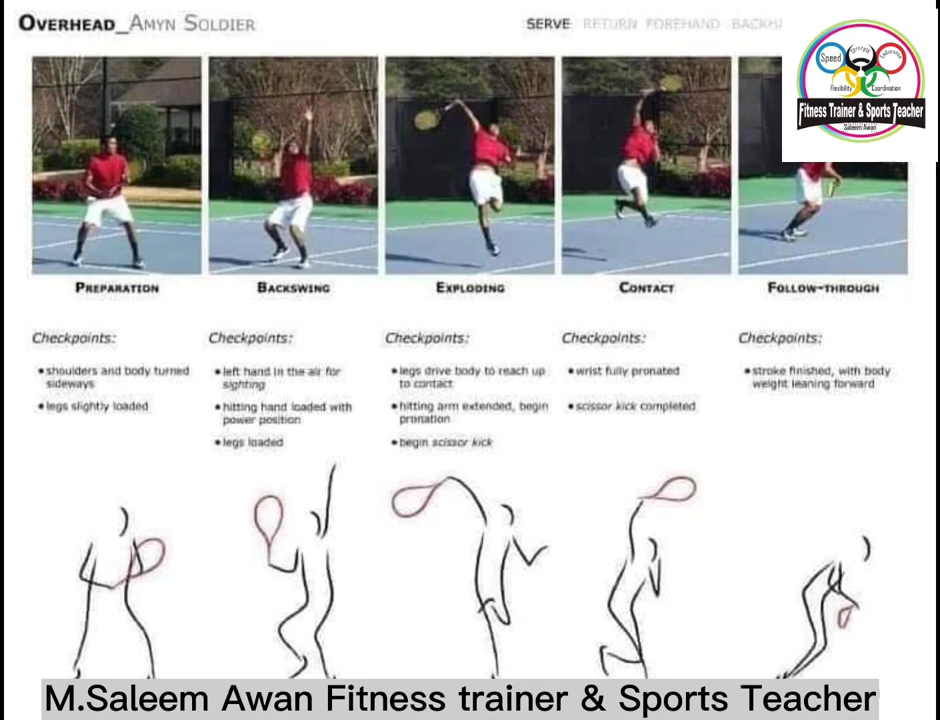 OVERHEAD_AMYN SOLDIER
SERVE RETURN FOREHAND
Speed
Strength
Endurance
Flexibility
Coordination
Fitness Trainer & Sports Teacher
Saleem Awan
PREPARATION
BACKSWING
EXPLODING
CONTACT
FOLLOW-THROUGH
Checkpoints:
• shoulders and body turned
sideways
• legs slightly loaded
Checkpoints:
• left hand in the air for
sighting
• hitting hand loaded with
power position
• legs loaded
Checkpoints:
• legs drive body to reach up
to contact
• hitting arm extended, begin
pronation
• begin scissor kick
Checkpoints:
• wrist fully pronated
• scissor kick completed
Checkpoints:
• stroke finished, with body
weight leaning forward
M.Saleem Awan Fitness trainer & Sports Teacher